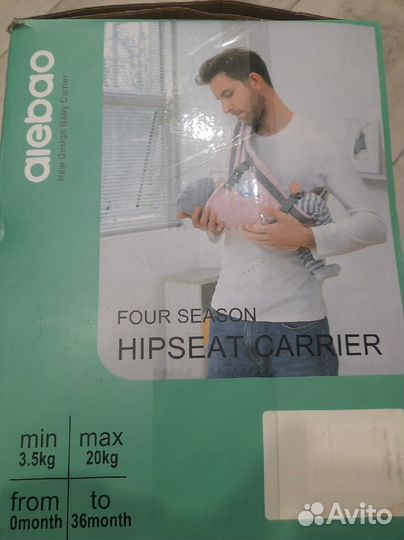 aiebao
New Design Baby Carrier
FOUR SEASON
HIPSEAT CARRIER
min max
3.5kg 20kg
from to
0month 36month
Avito